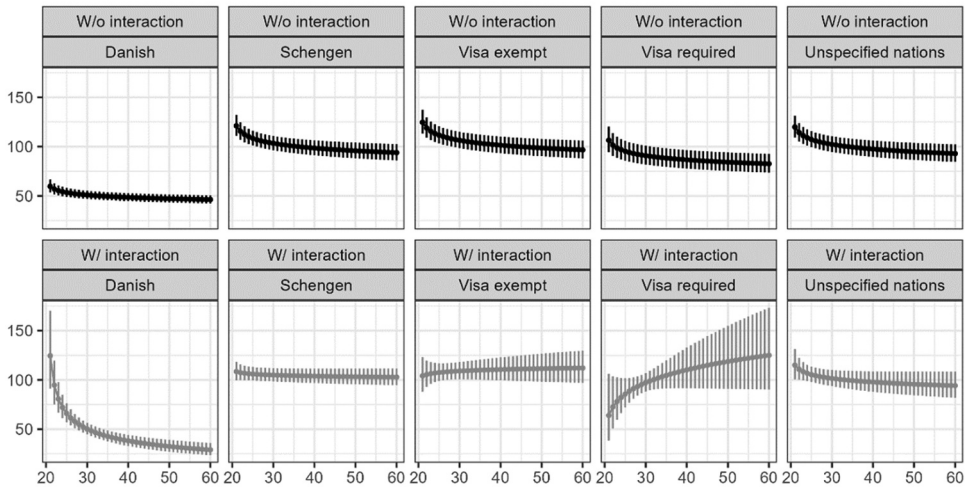 W/o interaction W/o interaction W/o interaction W/o interaction W/o interaction
Danish Schengen Visa exempt Visa required Unspecified nations
150
100
50
W/ interaction W/ interaction W/ interaction W/ interaction W/ interaction
Danish Schengen Visa exempt Visa required Unspecified nations
150
100
50
20 30 40 50 60 20 30 40 50 60 20 30 40 50 60 20 30 40 50 60 20 30 40 50 60